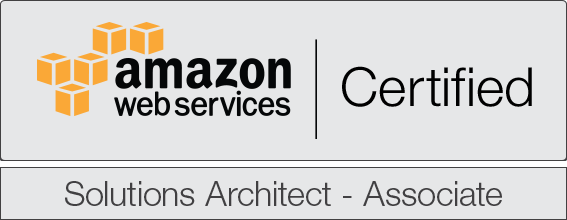 amazon
web services
Certified
Solutions Architect - Associate